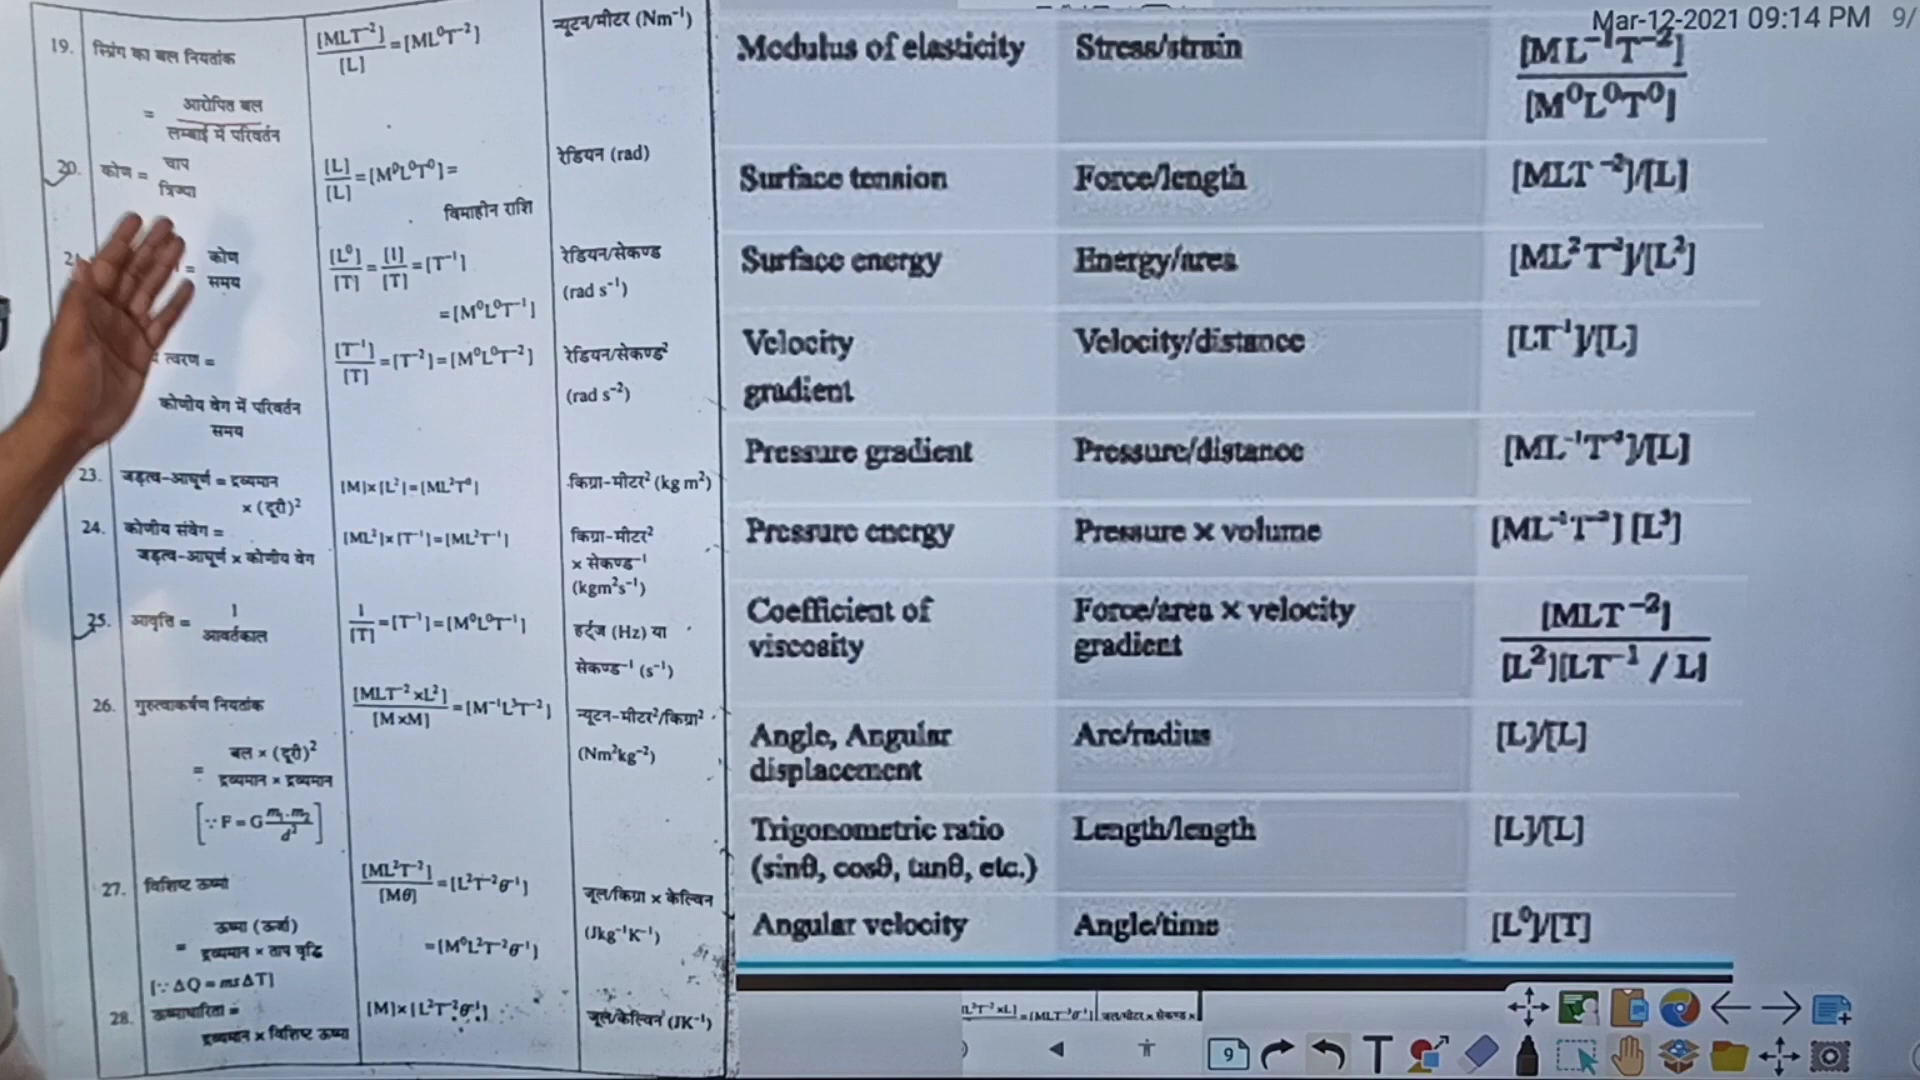 Mar-12-2021 09:14 PM 9/
19. स्प्रिंग का बल नियतांक [MLT⁻²]/[L] = [ML⁰T⁻²] न्यूटन/मीटर (Nm⁻¹)
= आरोपित बल / लम्बाई में परिवर्तन
20. कोण = चाप / त्रिज्या [L]/[L] = [M⁰L⁰T⁰] = रेडियन (rad)
विमाहीन राशि
= कोण / समय [L⁰]/[T] = [1]/[T] = [T⁻¹] रेडियन/सेकण्ड
= [M⁰L⁰T⁻¹] (rad s⁻¹)
त्वरण = [T⁻¹]/[T] = [T⁻²] = [M⁰L⁰T⁻²] रेडियन/सेकण्ड²
(rad s⁻²)
कोणीय वेग में परिवर्तन
समय
23. जड़त्व-आघूर्ण = द्रव्यमान [M]×[L²] = [ML²T⁰] किग्रा-मीटर² (kg m²)
× (दूरी)²
24. कोणीय संवेग = [ML²]×[T⁻¹] = [ML²T⁻¹] किग्रा-मीटर²
जड़त्व-आघूर्ण × कोणीय वेग × सेकण्ड⁻¹
(kgm²s⁻¹)
25. आवृत्ति = 1 / आवर्तकाल 1/[T] = [T⁻¹] = [M⁰L⁰T⁻¹] हर्ट्ज (Hz) या
सेकण्ड⁻¹ (s⁻¹)
26. गुरुत्वाकर्षण नियतांक [MLT⁻² × L²]/[M × M] = [M⁻¹L³T⁻²] न्यूटन-मीटर²/किग्रा²
(Nm²kg⁻²)
= बल × (दूरी)² / द्रव्यमान × द्रव्यमान
[∵ F = G m₁.m₂/d²]
27. विशिष्ट ऊष्मा [ML²T⁻²]/[Mθ] = [L²T⁻²θ⁻¹] जूल/किग्रा × केल्विन
= ऊष्मा (ऊर्जा) / द्रव्यमान × ताप वृद्धि = [M⁰L²T⁻²θ⁻¹] (Jkg⁻¹K⁻¹)
[∵ ΔQ = msΔT]
28. ऊष्माधारिता = [M]×[L²T⁻²θ⁻¹] जूल/केल्विन (JK⁻¹)
द्रव्यमान × विशिष्ट ऊष्मा
Modulus of elasticity Stress/strain [ML⁻¹T⁻²]/[M⁰L⁰T⁰]
Surface tension Force/length [MLT⁻²]/[L]
Surface energy Energy/area [ML²T⁻²]/[L²]
Velocity Velocity/distance [LT⁻¹]/[L]
gradient
Pressure gradient Pressure/distance [ML⁻¹T⁻²]/[L]
Pressure energy Pressure × volume [ML⁻¹T⁻²] [L³]
Coefficient of Force/area × velocity [MLT⁻²]/[L²][LT⁻¹ / L]
viscosity gradient
Angle, Angular Arc/radius [L]/[L]
displacement
Trigonometric ratio Length/length [L]/[L]
(sinθ, cosθ, tanθ, etc.)
Angular velocity Angle/time [L⁰]/[T]
9
T